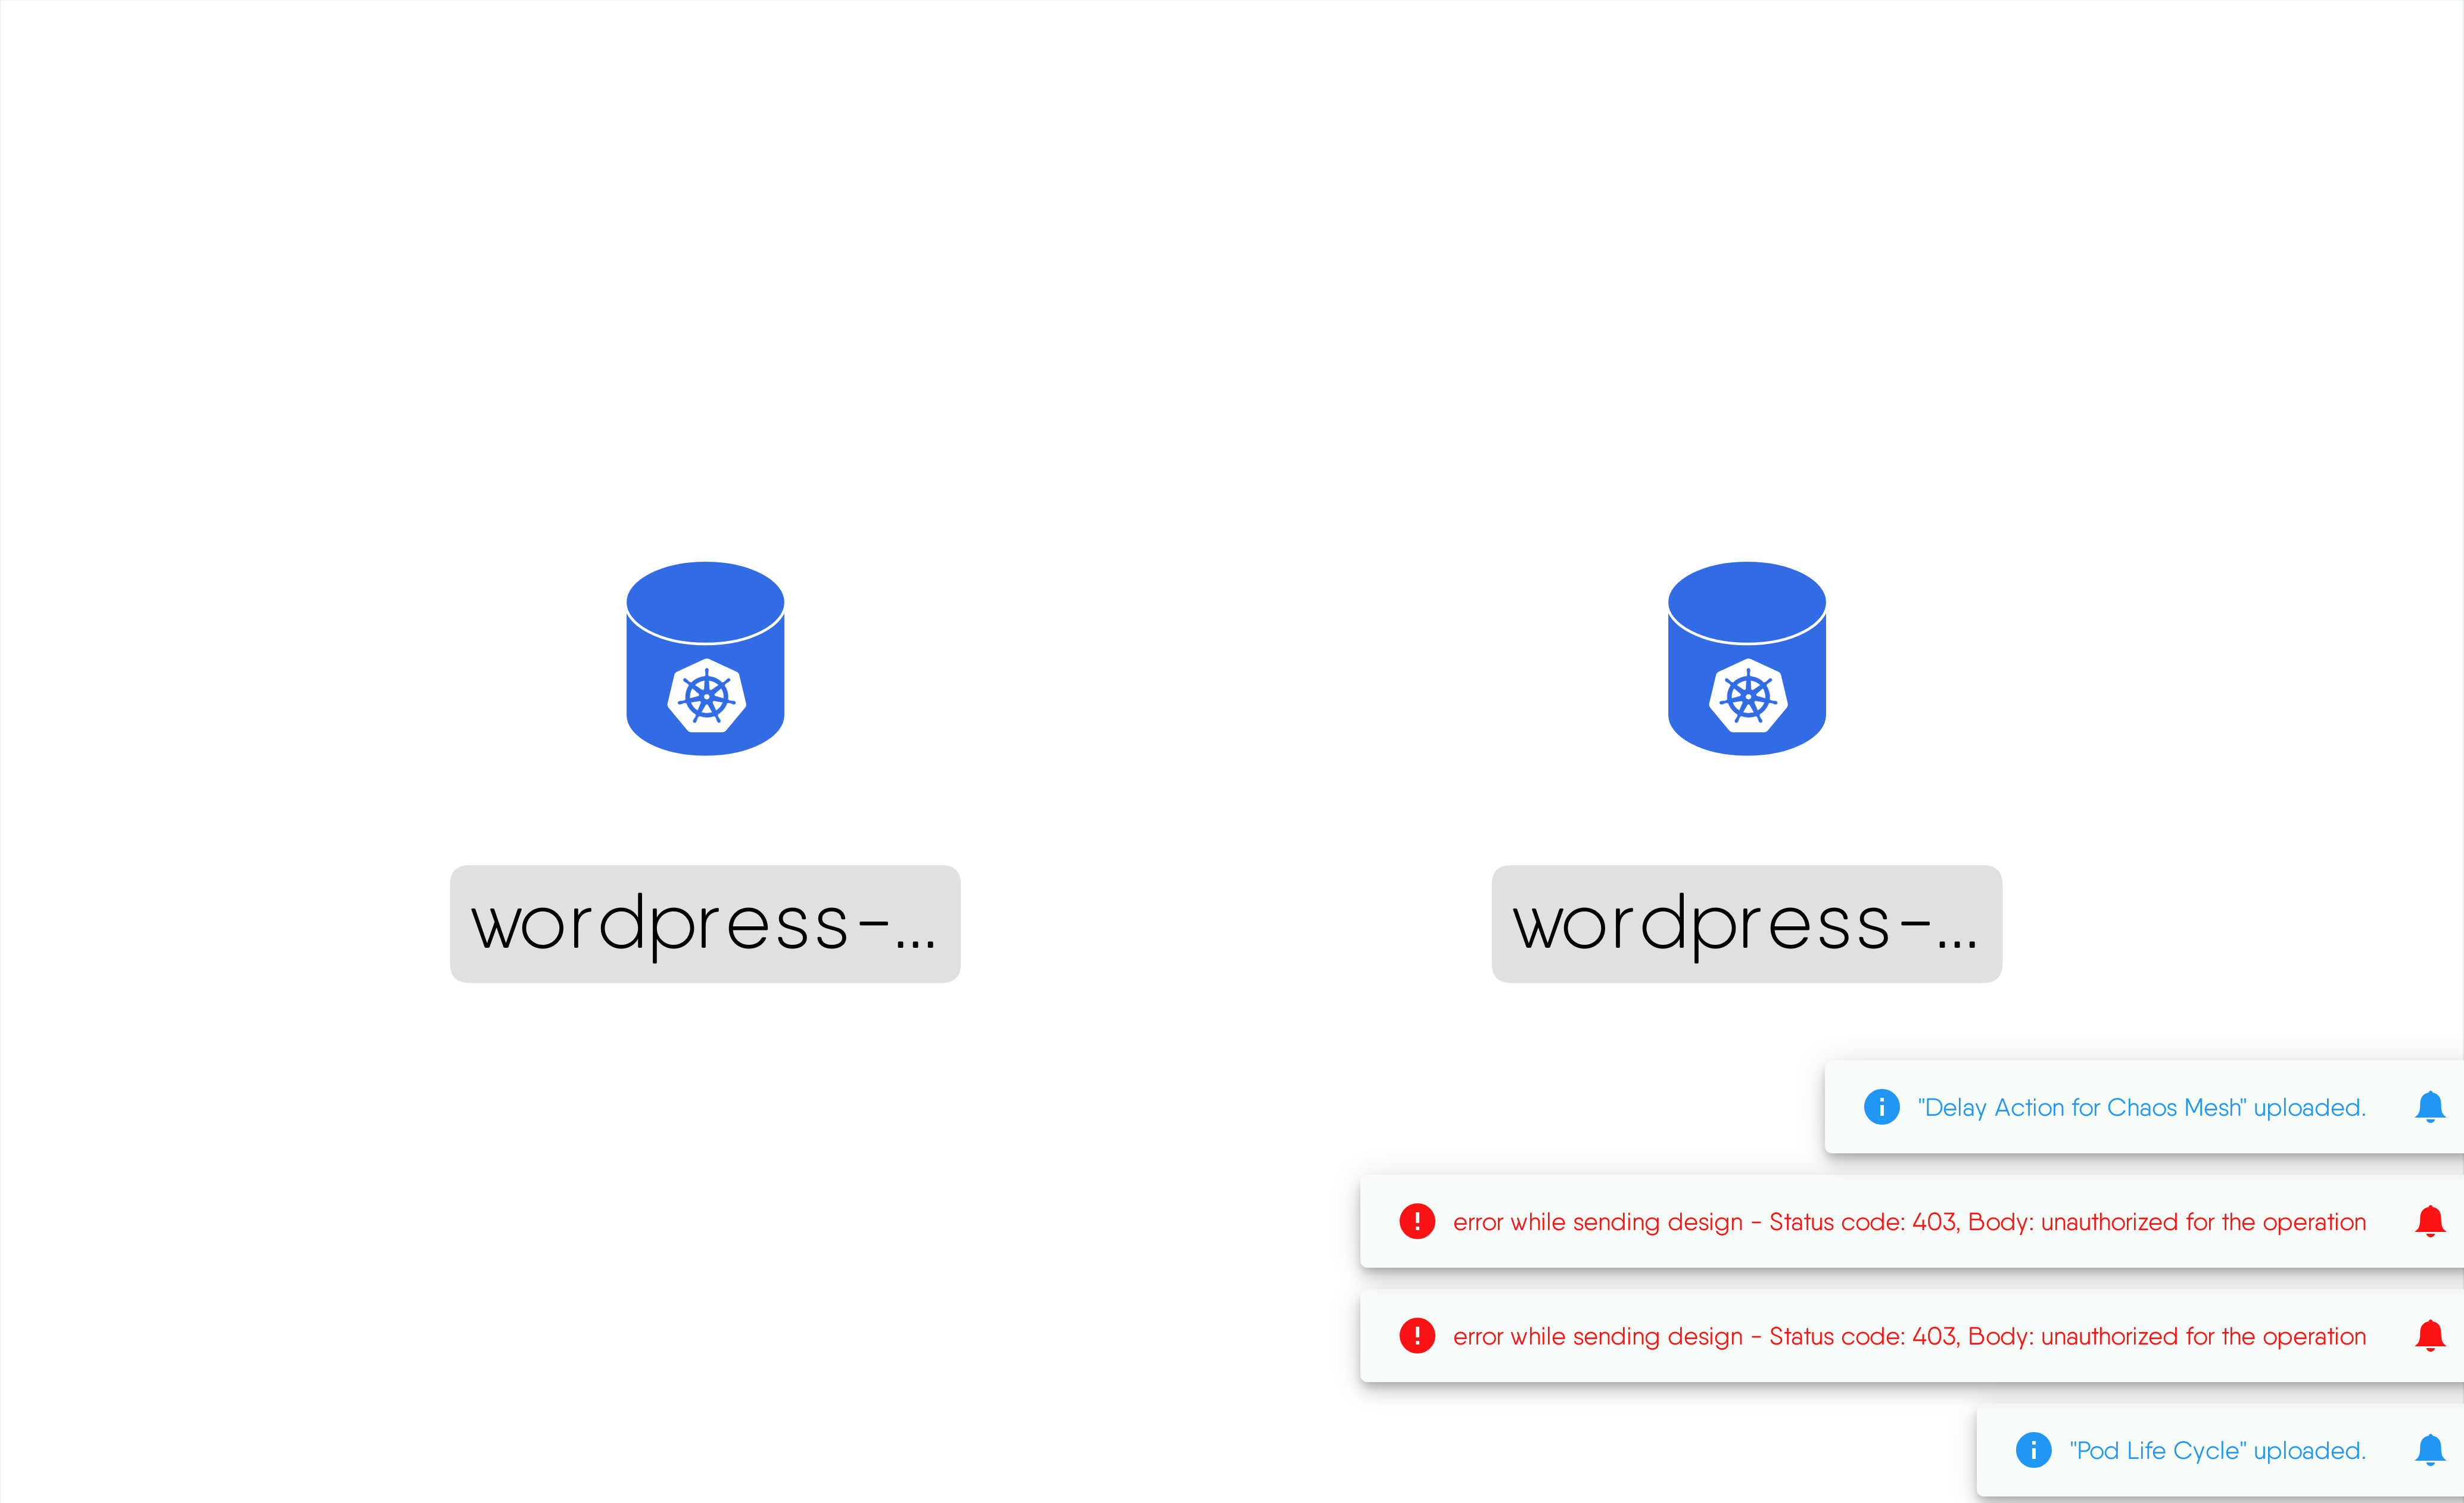 wordpress-...
wordpress-...
"Delay Action for Chaos Mesh" uploaded.
error while sending design - Status code: 403, Body: unauthorized for the operation
error while sending design - Status code: 403, Body: unauthorized for the operation
"Pod Life Cycle" uploaded.